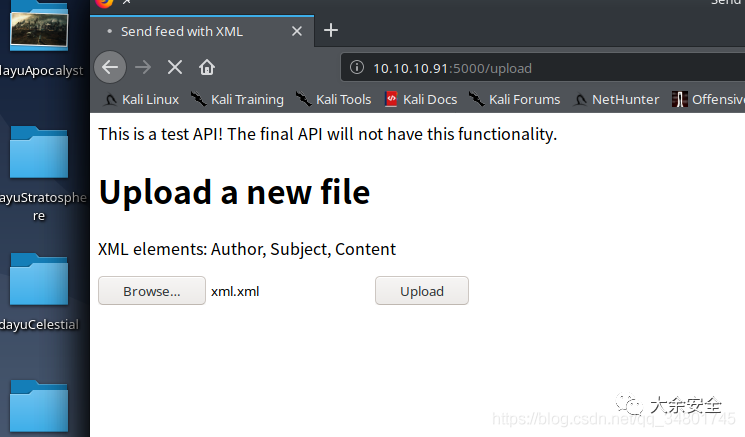 Send
Send feed with XML
10.10.10.91:5000/upload
Kali Linux Kali Training Kali Tools Kali Docs Kali Forums NetHunter Offensiv
This is a test API! The final API will not have this functionality.
Upload a new file
XML elements: Author, Subject, Content
Browse... xml.xml Upload
dayuApocalyst
ayuStratosphe
re
dayuCelestial
大余安全
https://blog.csdn.net/qq_34801745